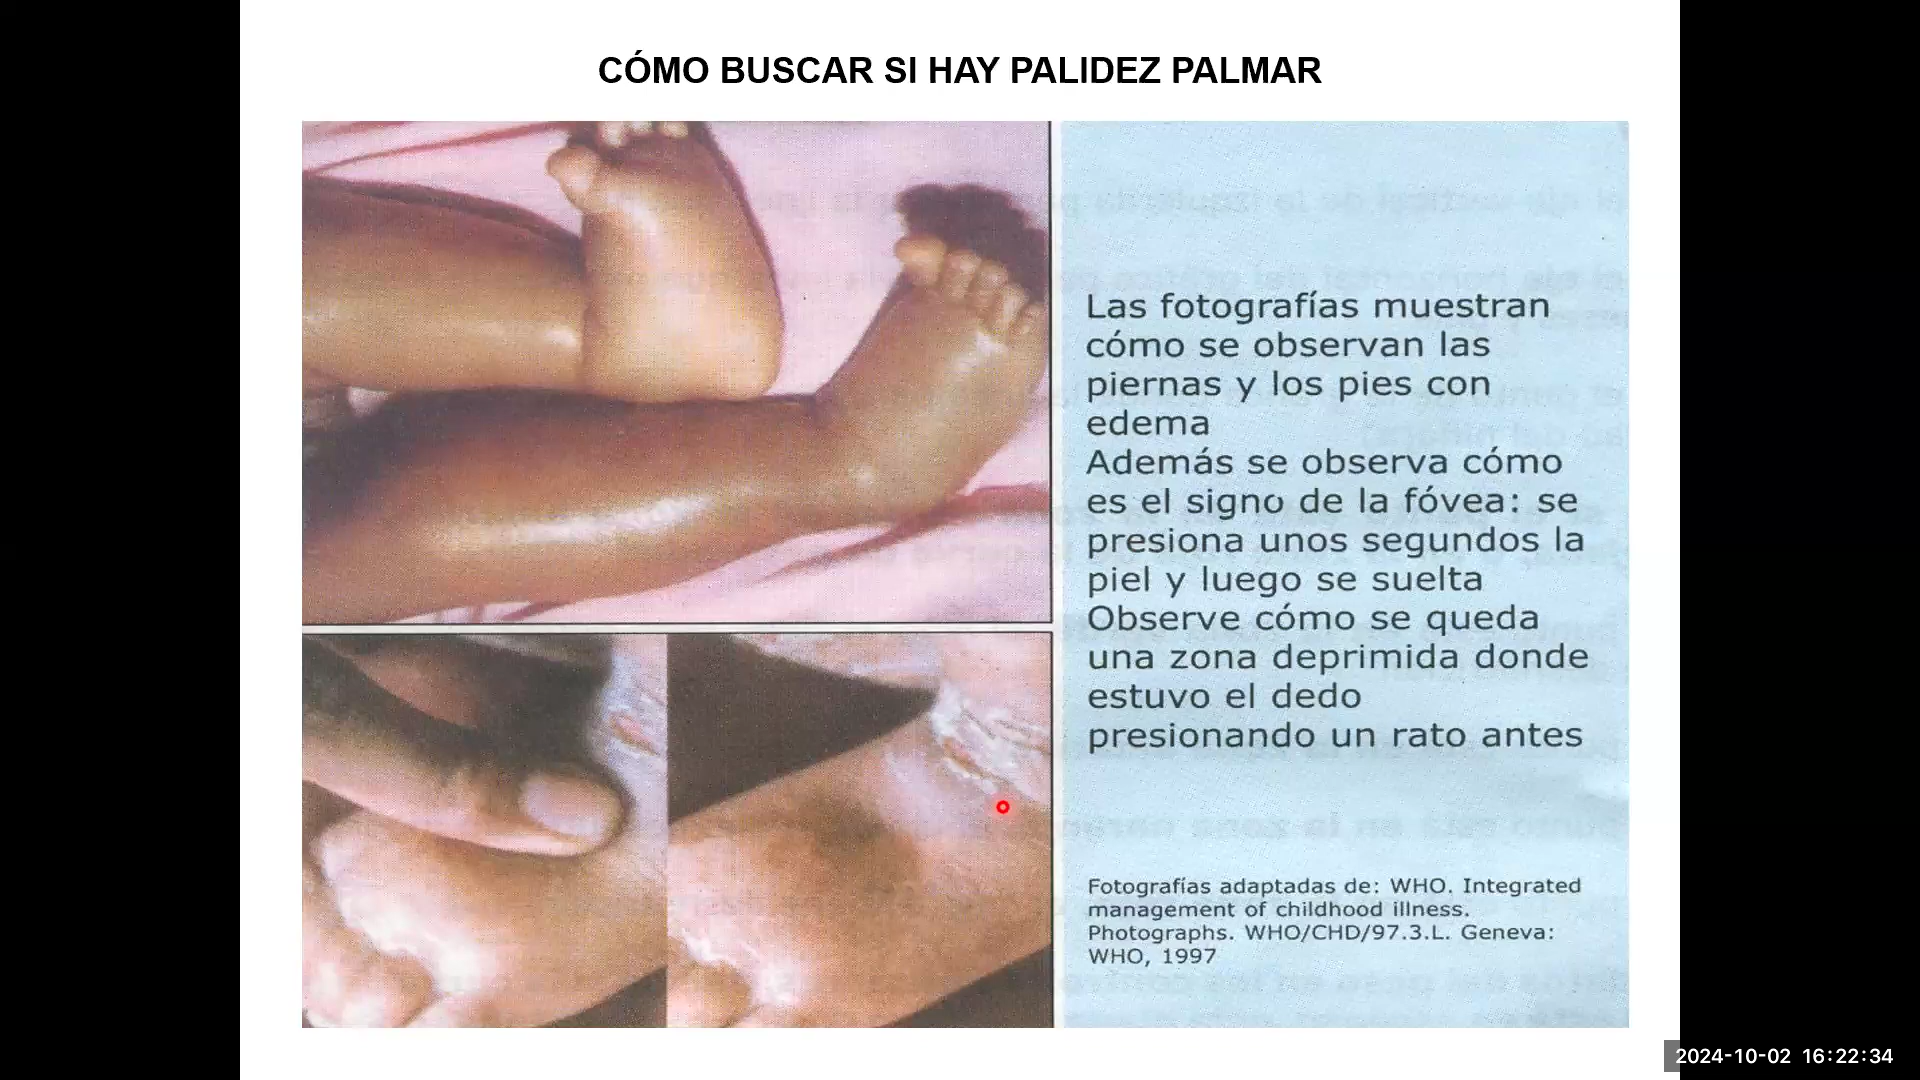 CÓMO BUSCAR SI HAY PALIDEZ PALMAR
Las fotografías muestran
cómo se observan las
piernas y los pies con
edema
Además se observa cómo
es el signo de la fóvea: se
presiona unos segundos la
piel y luego se suelta
Observe cómo se queda
una zona deprimida donde
estuvo el dedo
presionando un rato antes
Fotografías adaptadas de: WHO. Integrated
management of childhood illness.
Photographs. WHO/CHD/97.3.L. Geneva:
WHO, 1997
2024-10-02 16:22:34